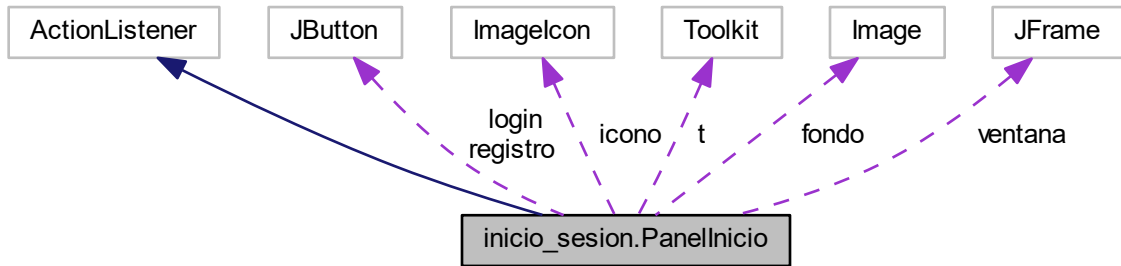 ActionListener
JButton
ImageIcon
Toolkit
Image
JFrame
login
registro
icono
t
fondo
ventana
inicio_sesion.PanelInicio